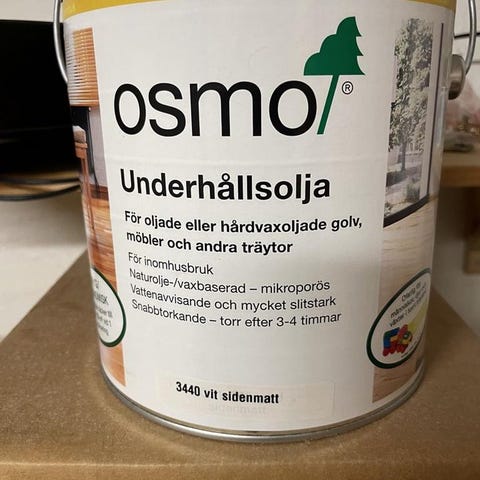 osmo®
Underhållsolja
För oljade eller hårdvaxoljade golv,
möbler och andra träytor
För inomhusbruk
Naturolje-/vaxbaserad – mikroporös
Vattenavvisande och mycket slitstark
Snabbtorkande – torr efter 3-4 timmar
3440 vit sidenmatt